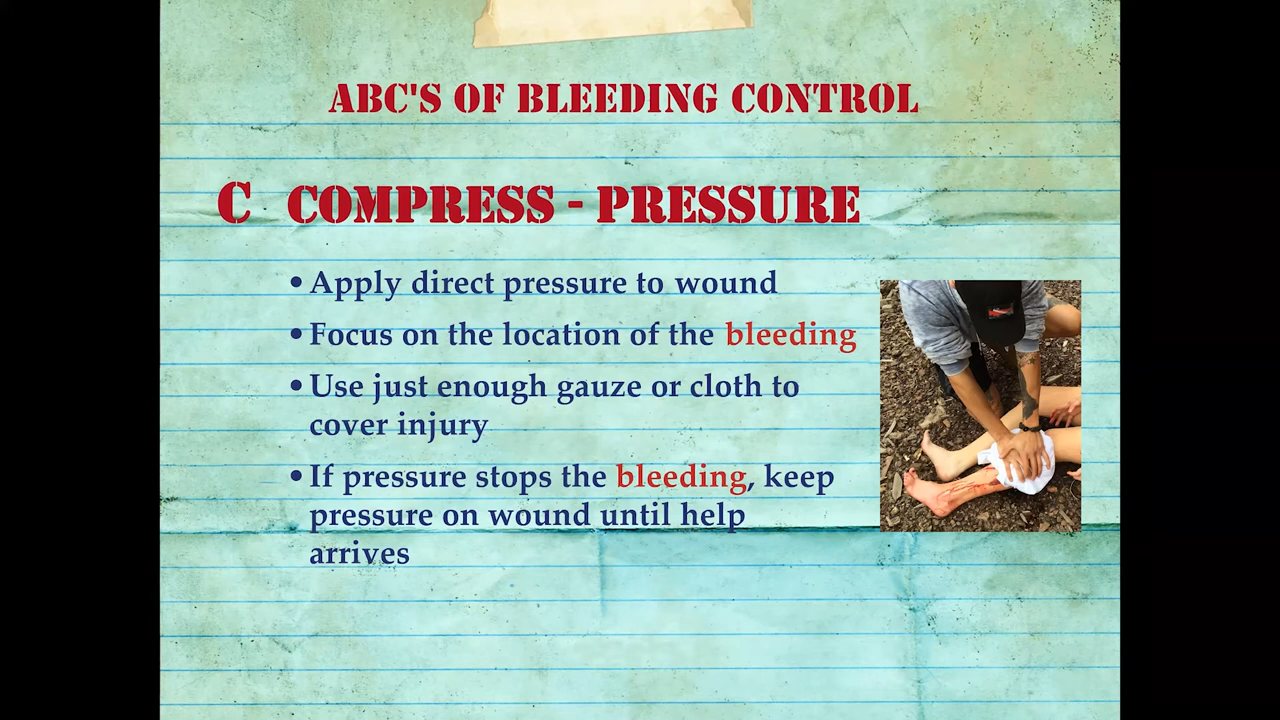 ABC'S OF BLEEDING CONTROL
C COMPRESS - PRESSURE
• Apply direct pressure to wound
• Focus on the location of the bleeding
• Use just enough gauze or cloth to
cover injury
• If pressure stops the bleeding, keep
pressure on wound until help
arrives